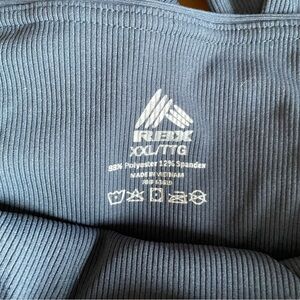 RBX
XXL/TTG
88% Polyester 12% Spandex
MADE IN VIETNAM